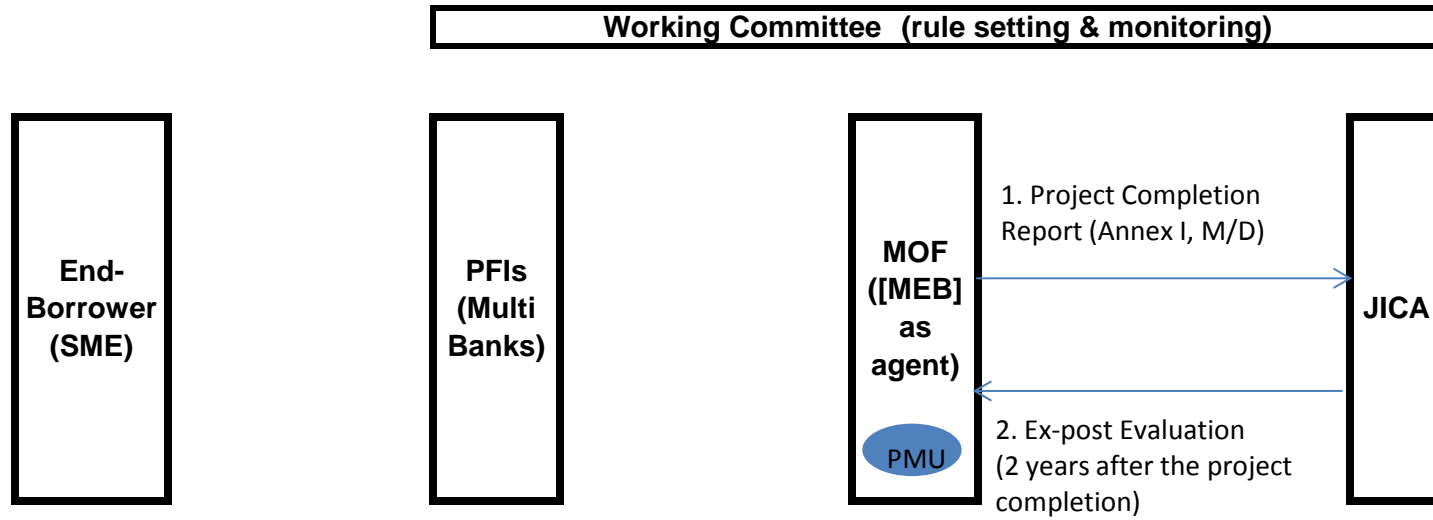 Working Committee (rule setting & monitoring)
End-
Borrower
(SME)
PFIs
(Multi
Banks)
MOF
([MEB]
as
agent)
PMU
1. Project Completion
Report (Annex I, M/D)
2. Ex-post Evaluation
(2 years after the project
completion)
JICA